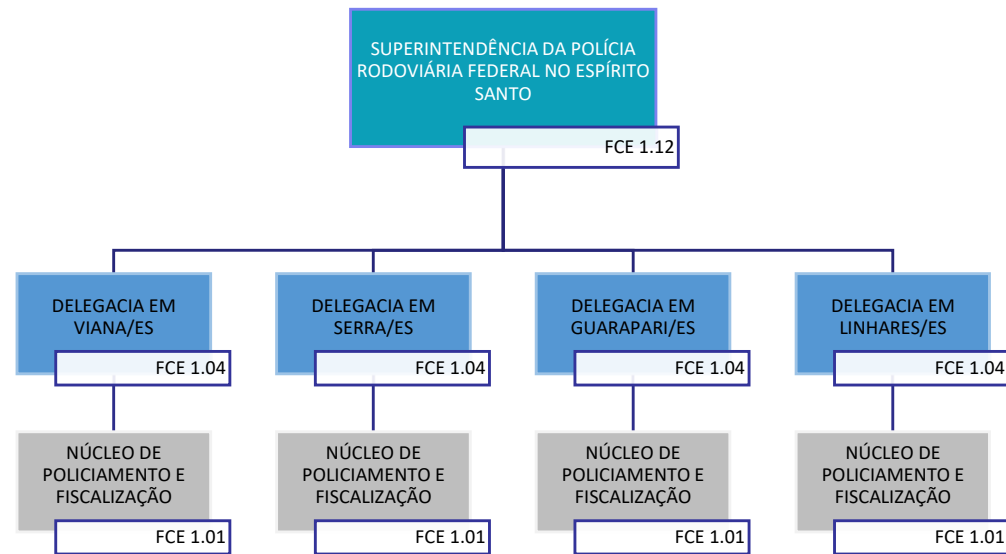 SUPERINTENDÊNCIA DA POLÍCIA
RODOVIÁRIA FEDERAL NO ESPÍRITO
SANTO
FCE 1.12
DELEGACIA EM
VIANA/ES
FCE 1.04
DELEGACIA EM
SERRA/ES
FCE 1.04
DELEGACIA EM
GUARAPARI/ES
FCE 1.04
DELEGACIA EM
LINHARES/ES
FCE 1.04
NÚCLEO DE
POLICIAMENTO E
FISCALIZAÇÃO
FCE 1.01
NÚCLEO DE
POLICIAMENTO E
FISCALIZAÇÃO
FCE 1.01
NÚCLEO DE
POLICIAMENTO E
FISCALIZAÇÃO
FCE 1.01
NÚCLEO DE
POLICIAMENTO E
FISCALIZAÇÃO
FCE 1.01